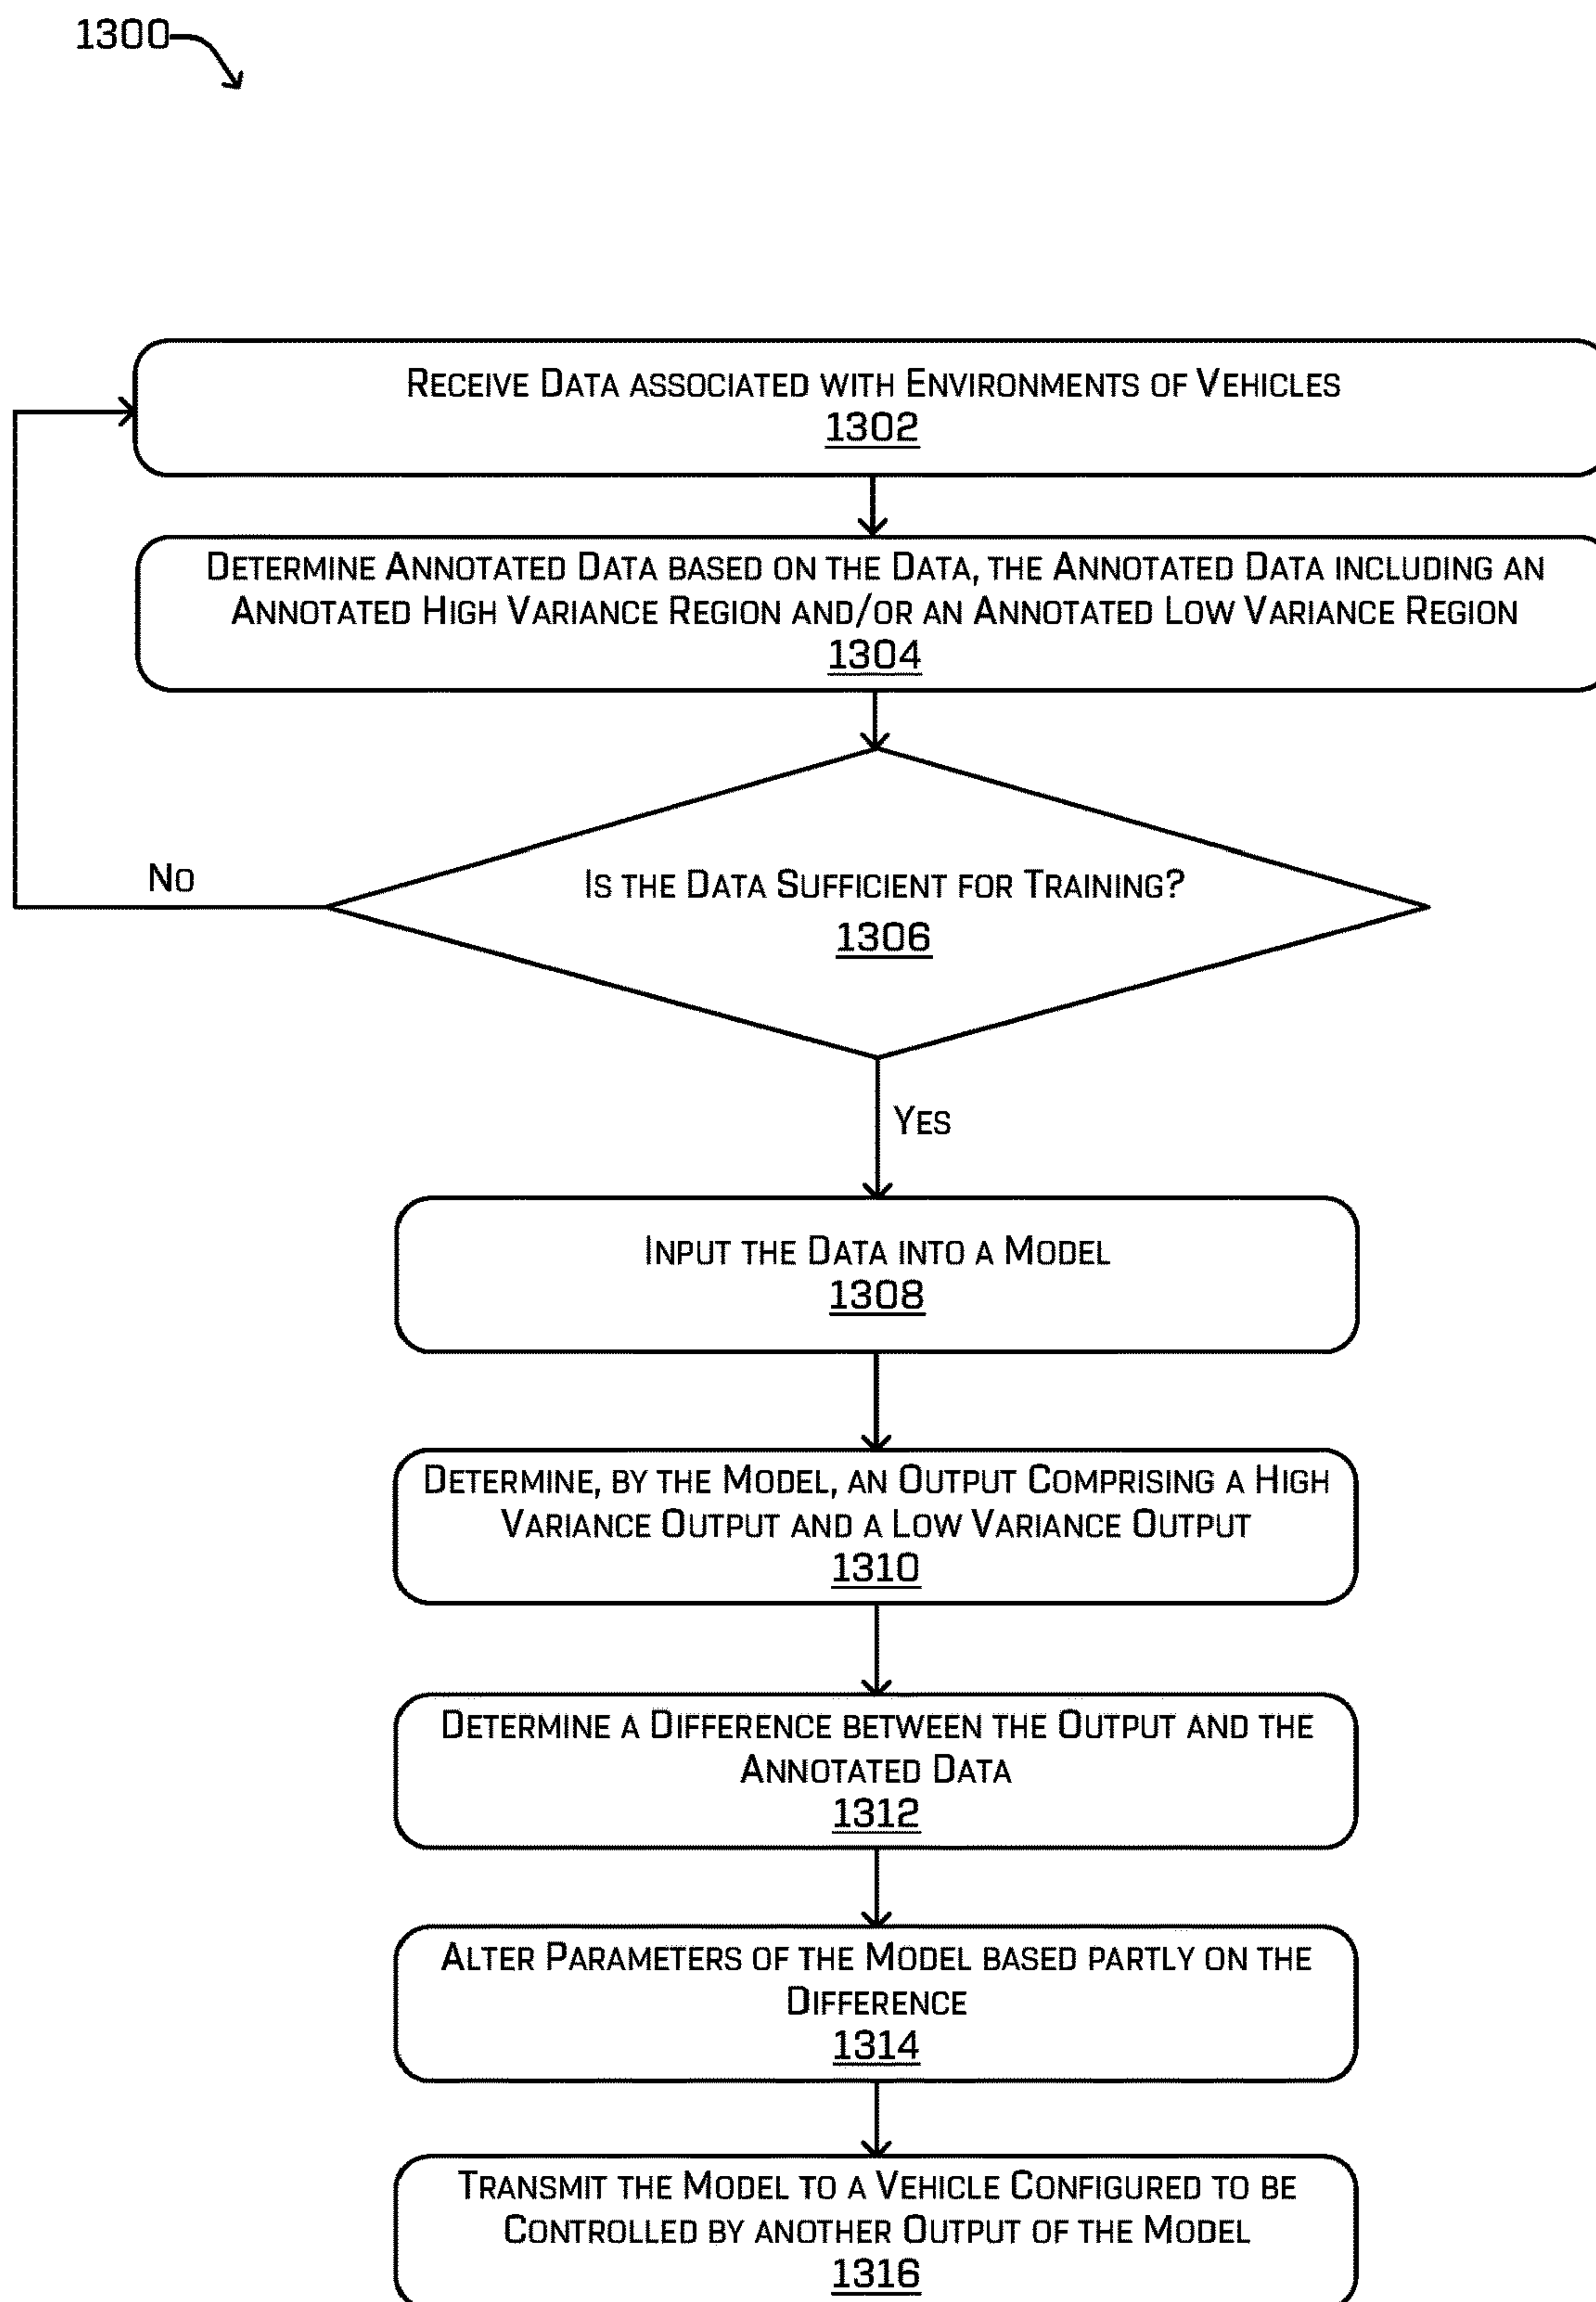 1300
Receive Data associated with Environments of Vehicles
1302
Determine Annotated Data based on the Data, the Annotated Data including an
Annotated High Variance Region and/or an Annotated Low Variance Region
1304
Is the Data Sufficient for Training?
1306
No
Yes
Input the Data into a Model
1308
Determine, by the Model, an Output Comprising a High
Variance Output and a Low Variance Output
1310
Determine a Difference between the Output and the
Annotated Data
1312
Alter Parameters of the Model based partly on the
Difference
1314
Transmit the Model to a Vehicle Configured to be
Controlled by another Output of the Model
1316